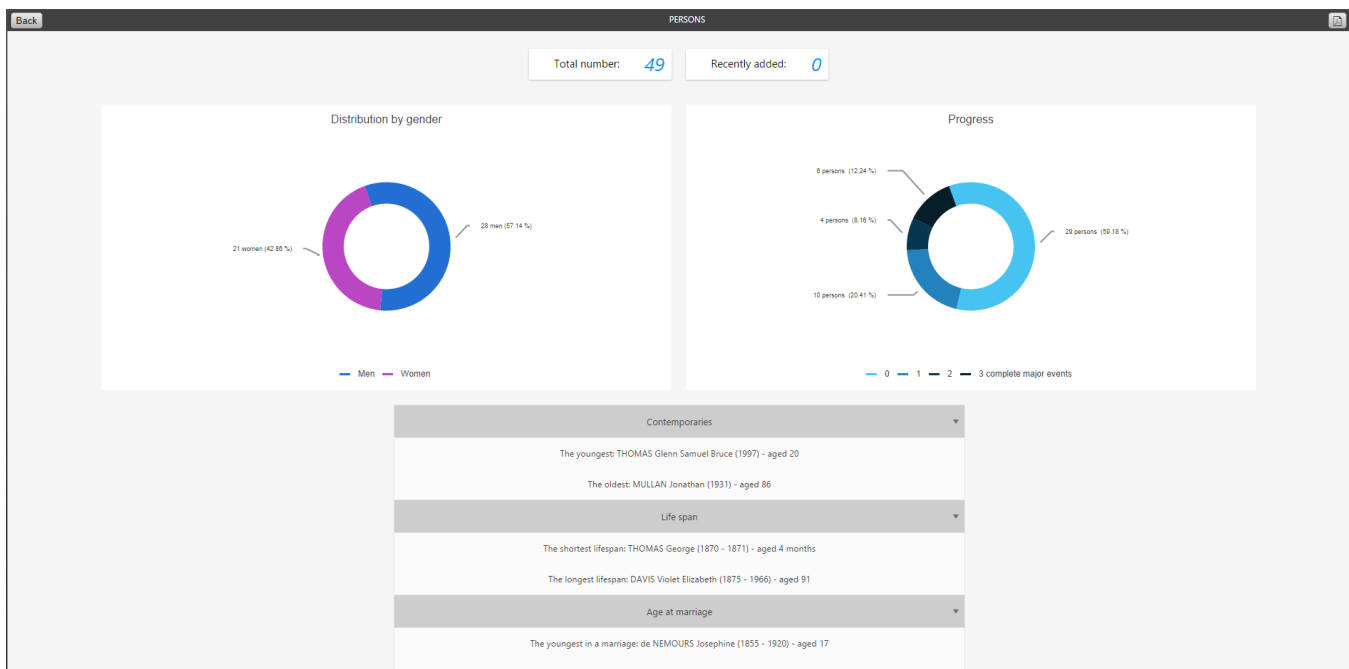 Back
PERSONS
Total number: 49
Recently added: 0
Distribution by gender
28 men (57.14 %)
21 women (42.86 %)
Men Women
Progress
6 persons (12.24 %)
4 persons (8.16 %)
29 persons (59.18 %)
10 persons (20.41 %)
0 1 2 3 complete major events
Contemporaries
The youngest: THOMAS Glenn Samuel Bruce (1997) - aged 20
The oldest: MULLAN Jonathan (1931) - aged 86
Life span
The shortest lifespan: THOMAS George (1870 - 1871) - aged 4 months
The longest lifespan: DAVIS Violet Elizabeth (1875 - 1966) - aged 91
Age at marriage
The youngest in a marriage: de NEMOURS Josephine (1855 - 1920) - aged 17